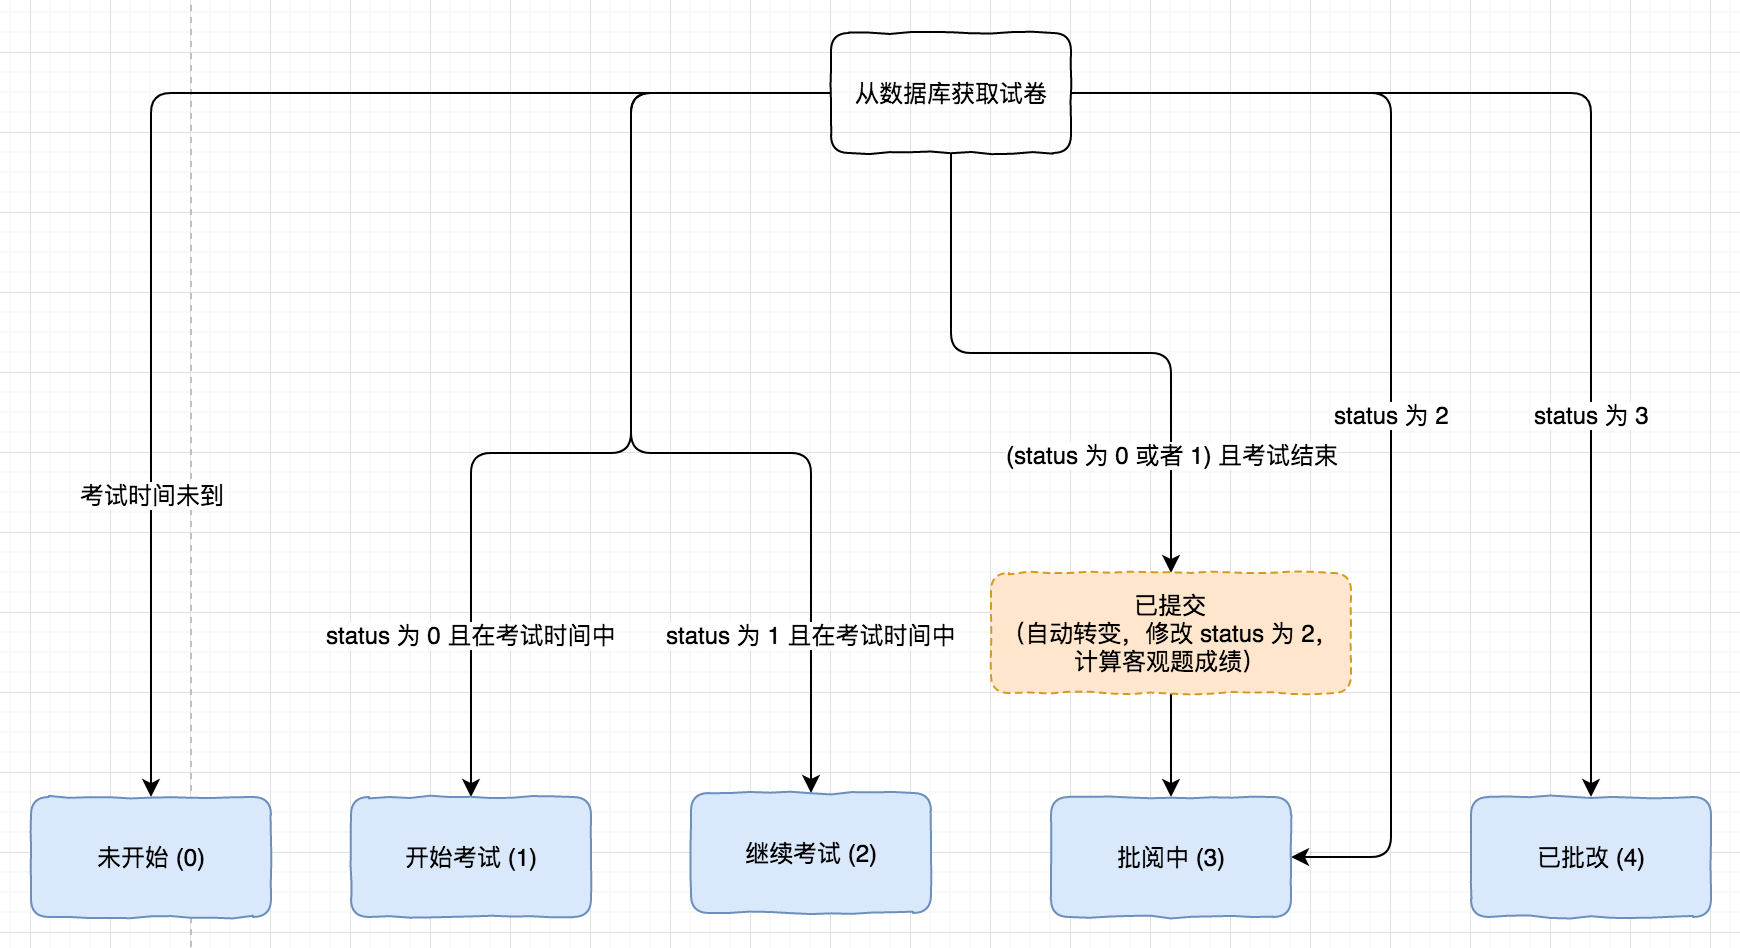 从数据库获取试卷
status 为 2
status 为 3
(status 为 0 或者 1) 且考试结束
考试时间未到
已提交
（自动转变，修改 status 为 2，
计算客观题成绩）
status 为 0 且在考试时间中
status 为 1 且在考试时间中
未开始 (0)
开始考试 (1)
继续考试 (2)
批阅中 (3)
已批改 (4)